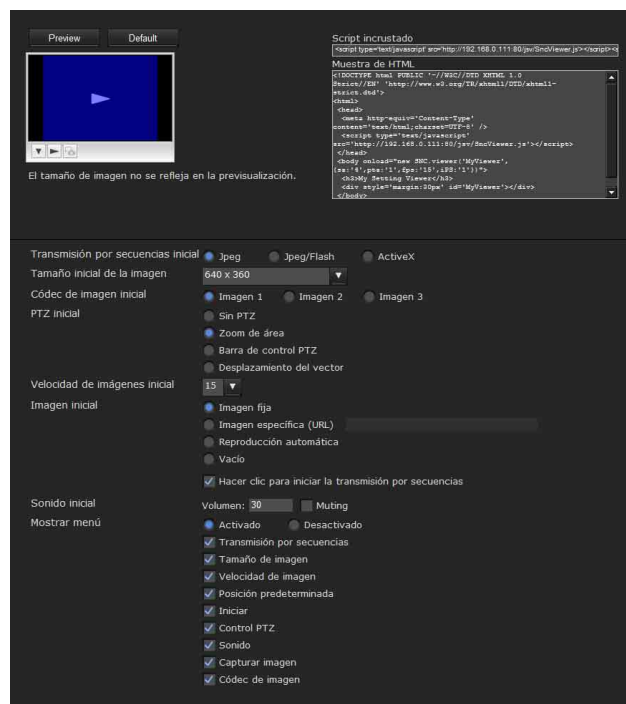 Preview
Default
Script incrustado
<script type='text/javascript' src='http://192.168.0.111:80/jsv/SncViewer.js'></script><s
Muestra de HTML
<!DOCTYPE html PUBLIC '-//W3C//DTD XHTML 1.0
Strict//EN' 'http://www.w3.org/TR/xhtml1/DTD/xhtml1-
strict.dtd'>
<html>
<head>
<meta http-equiv='Content-Type'
content='text/html;charset=UTF-8' />
<script type='text/javascript'
src='http://192.168.0.111:80/jsv/SncViewer.js'></script>
</head>
<body onload="new SNC.viewer('MyViewer',
{ss:'4',ptz:'1',fps:'15',iPS:'1'})">
<h3>My Setting Viewer</h3>
<div style='margin:30px' id='MyViewer'></div>
</body>
El tamaño de imagen no se refleja en la previsualización.
Transmisión por secuencias inicial
Jpeg
Jpeg/Flash
ActiveX
Tamaño inicial de la imagen
640 x 360
Códec de imagen inicial
Imagen 1
Imagen 2
Imagen 3
PTZ inicial
Sin PTZ
Zoom de área
Barra de control PTZ
Desplazamiento del vector
Velocidad de imágenes inicial
15
Imagen inicial
Imagen fija
Imagen específica (URL)
Reproducción automática
Vacío
Hacer clic para iniciar la transmisión por secuencias
Sonido inicial
Volumen: 30
Muting
Mostrar menú
Activado
Desactivado
Transmisión por secuencias
Tamaño de imagen
Velocidad de imagen
Posición predeterminada
Iniciar
Control PTZ
Sonido
Capturar imagen
Códec de imagen